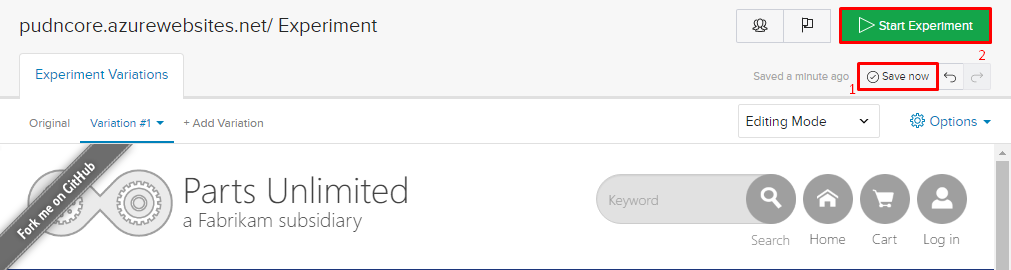 pudncore.azurewebsites.net/ Experiment
Start Experiment
2
Experiment Variations
Saved a minute ago
1
Save now
Original
Variation #1
+ Add Variation
Editing Mode
Options
Fork me on GitHub
Parts Unlimited
a Fabrikam subsidiary
Keyword
Search
Home
Cart
Log in